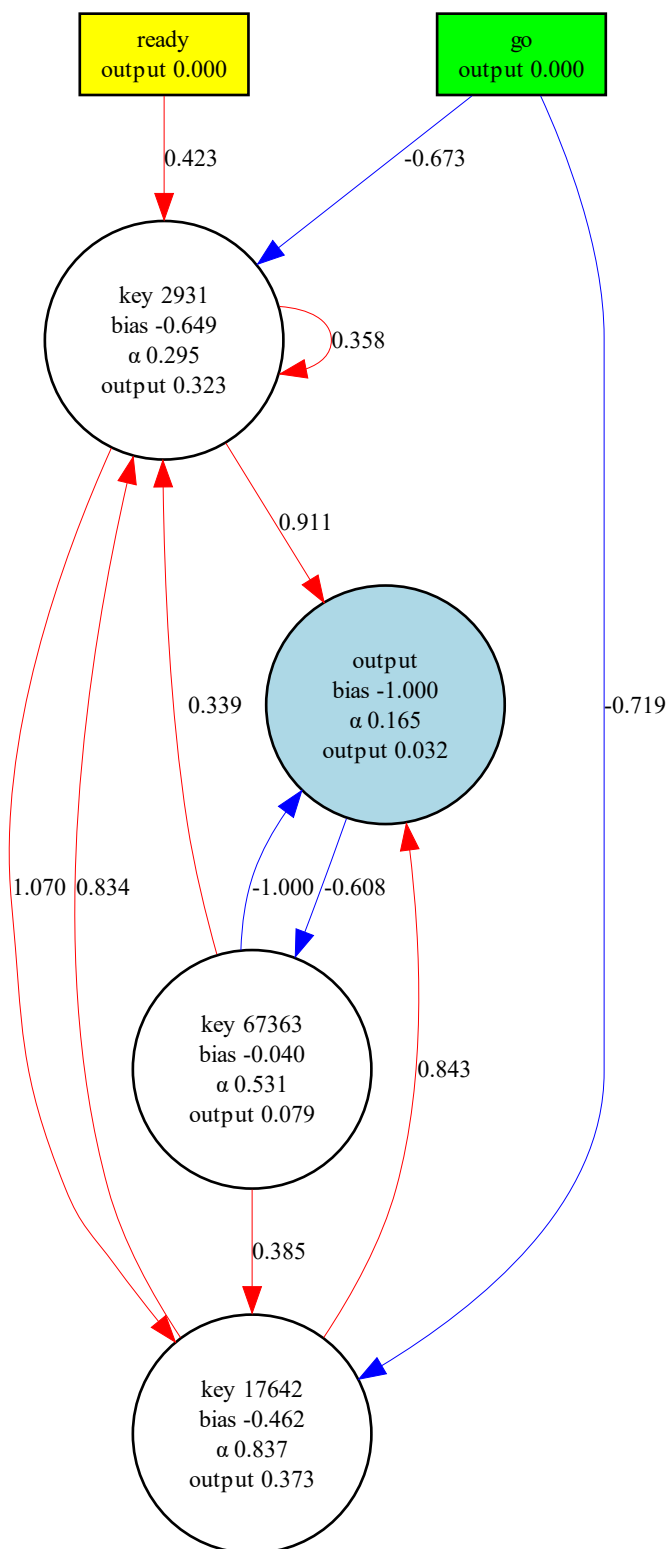 ready
output 0.000
go
output 0.000
0.423
-0.673
key 2931
bias -0.649
α 0.295
output 0.323
0.358
0.911
output
bias -1.000
α 0.165
output 0.032
0.339
-0.719
1.070
0.834
-1.000
-0.608
key 67363
bias -0.040
α 0.531
output 0.079
0.843
0.385
key 17642
bias -0.462
α 0.837
output 0.373